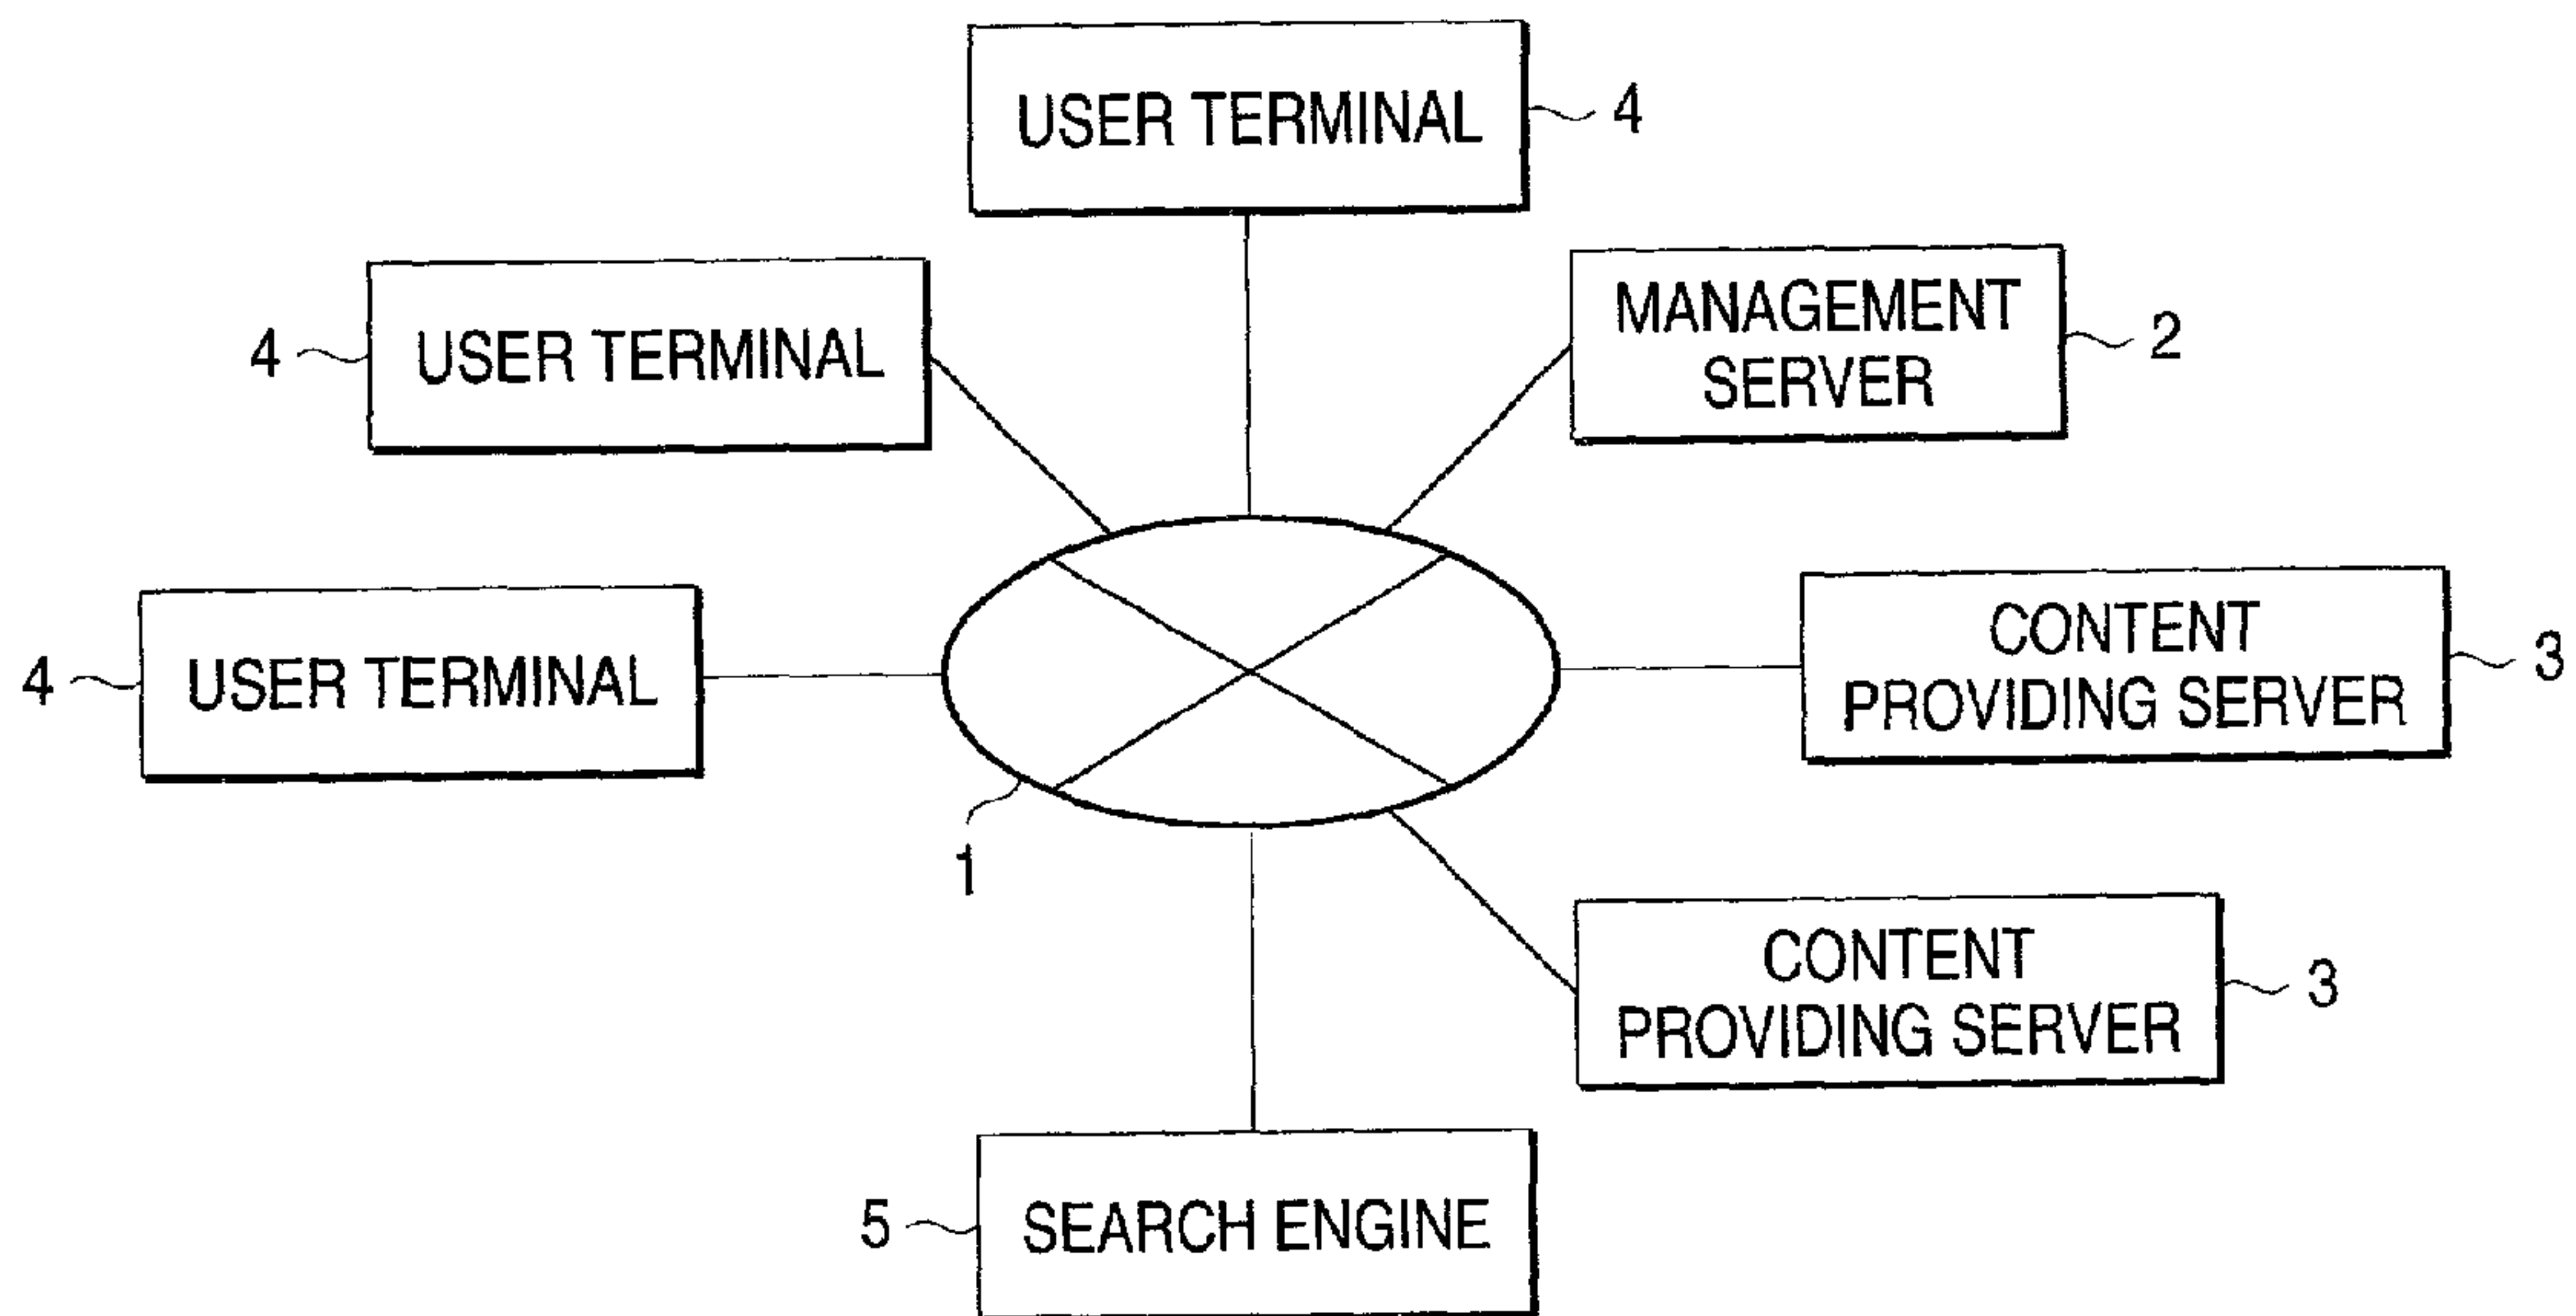 USER TERMINAL
4
MANAGEMENT
SERVER
2
4
USER TERMINAL
CONTENT
PROVIDING SERVER
3
4
USER TERMINAL
1
CONTENT
PROVIDING SERVER
3
5
SEARCH ENGINE